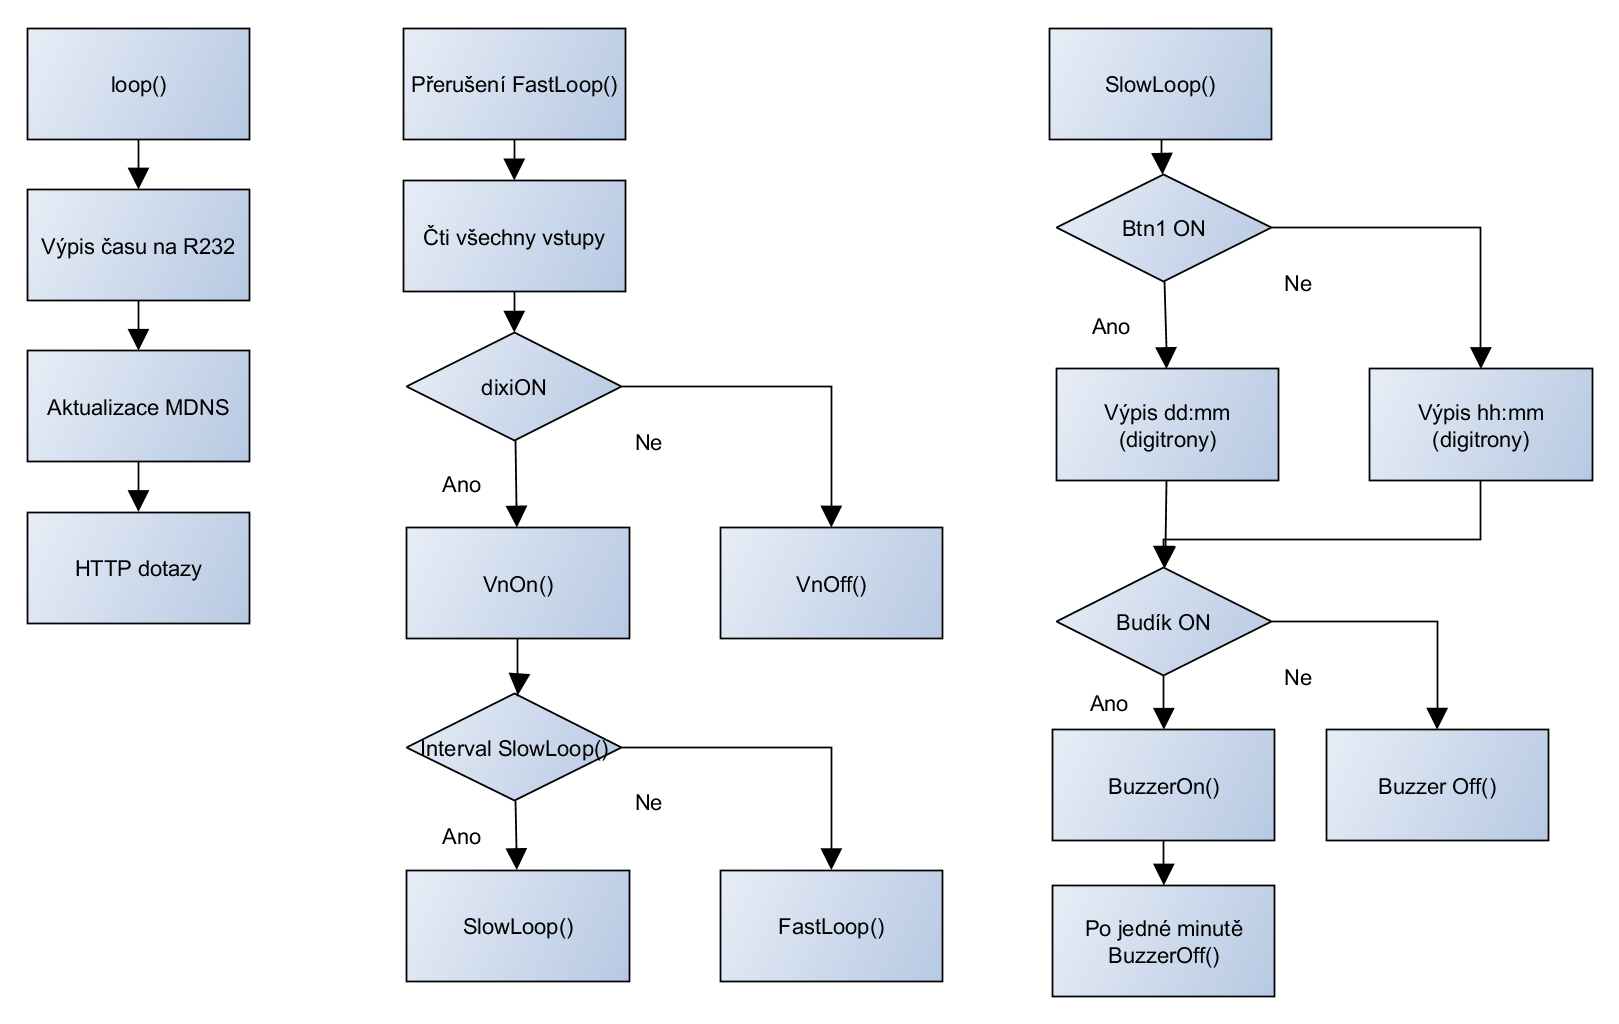 loop()
Výpis času na R232
Aktualizace MDNS
HTTP dotazy
Přerušení FastLoop()
Čti všechny vstupy
dixiON
Ne
Ano
VnOn()
VnOff()
Interval SlowLoop()
Ne
Ano
SlowLoop()
FastLoop()
SlowLoop()
Btn1 ON
Ne
Ano
Výpis dd:mm
(digitrony)
Výpis hh:mm
(digitrony)
Budík ON
Ne
Ano
BuzzerOn()
Buzzer Off()
Po jedné minutě
BuzzerOff()